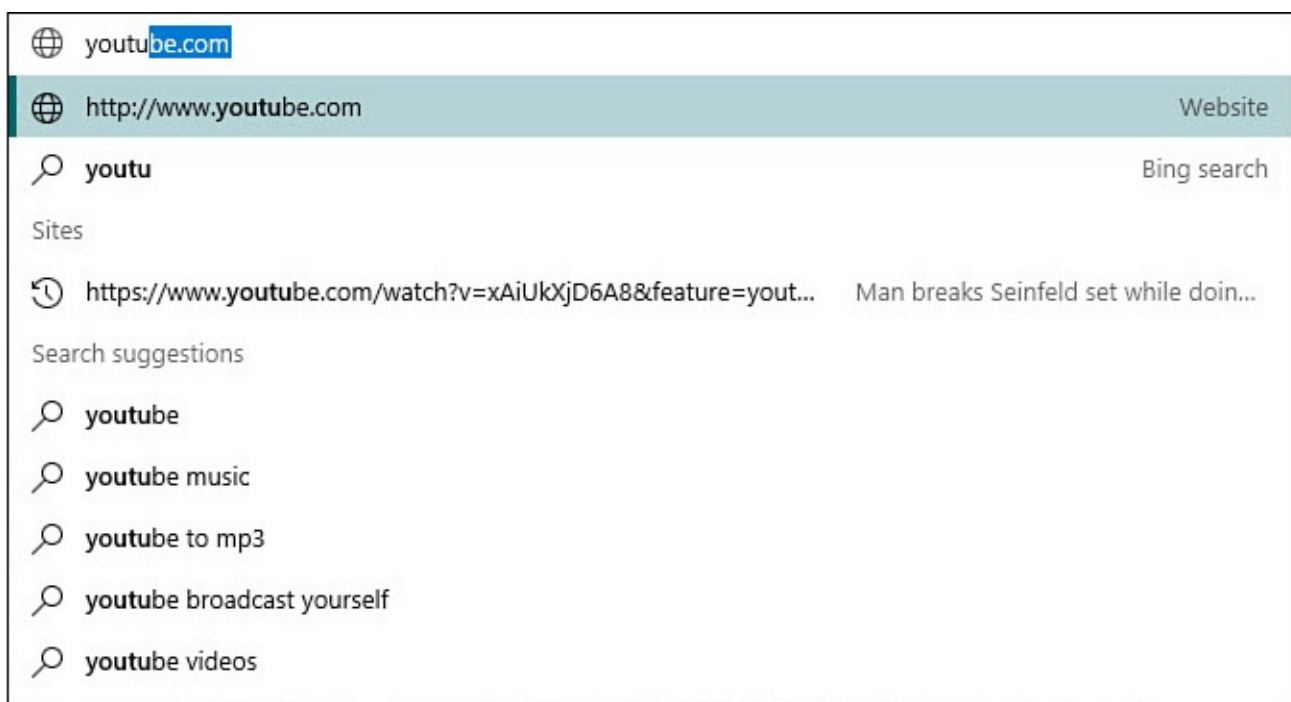 youtube.com
http://www.youtube.com Website
youtu Bing search
Sites
https://www.youtube.com/watch?v=xAiUkXjD6A8&feature=yout... Man breaks Seinfeld set while doin...
Search suggestions
youtube
youtube music
youtube to mp3
youtube broadcast yourself
youtube videos